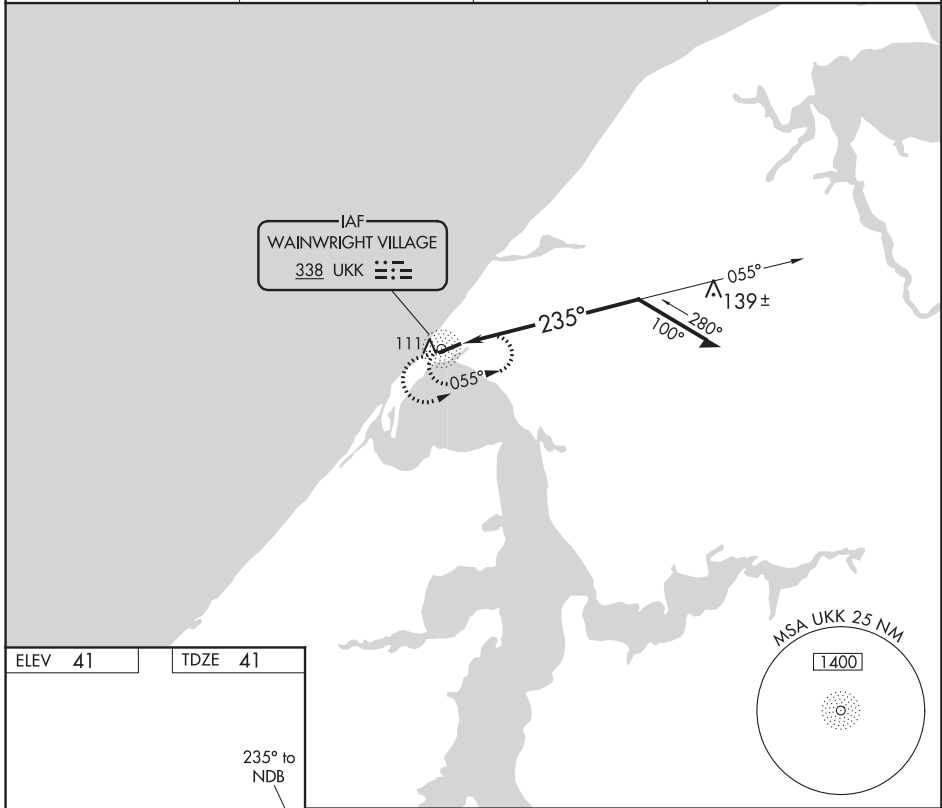 IAF
WAINWRIGHT VILLAGE
338 UKK
055°
139 ±
235°
280°
100°
111
055°
MSA UKK 25 NM
1400
ELEV 41
TDZE 41
235° to
NDB